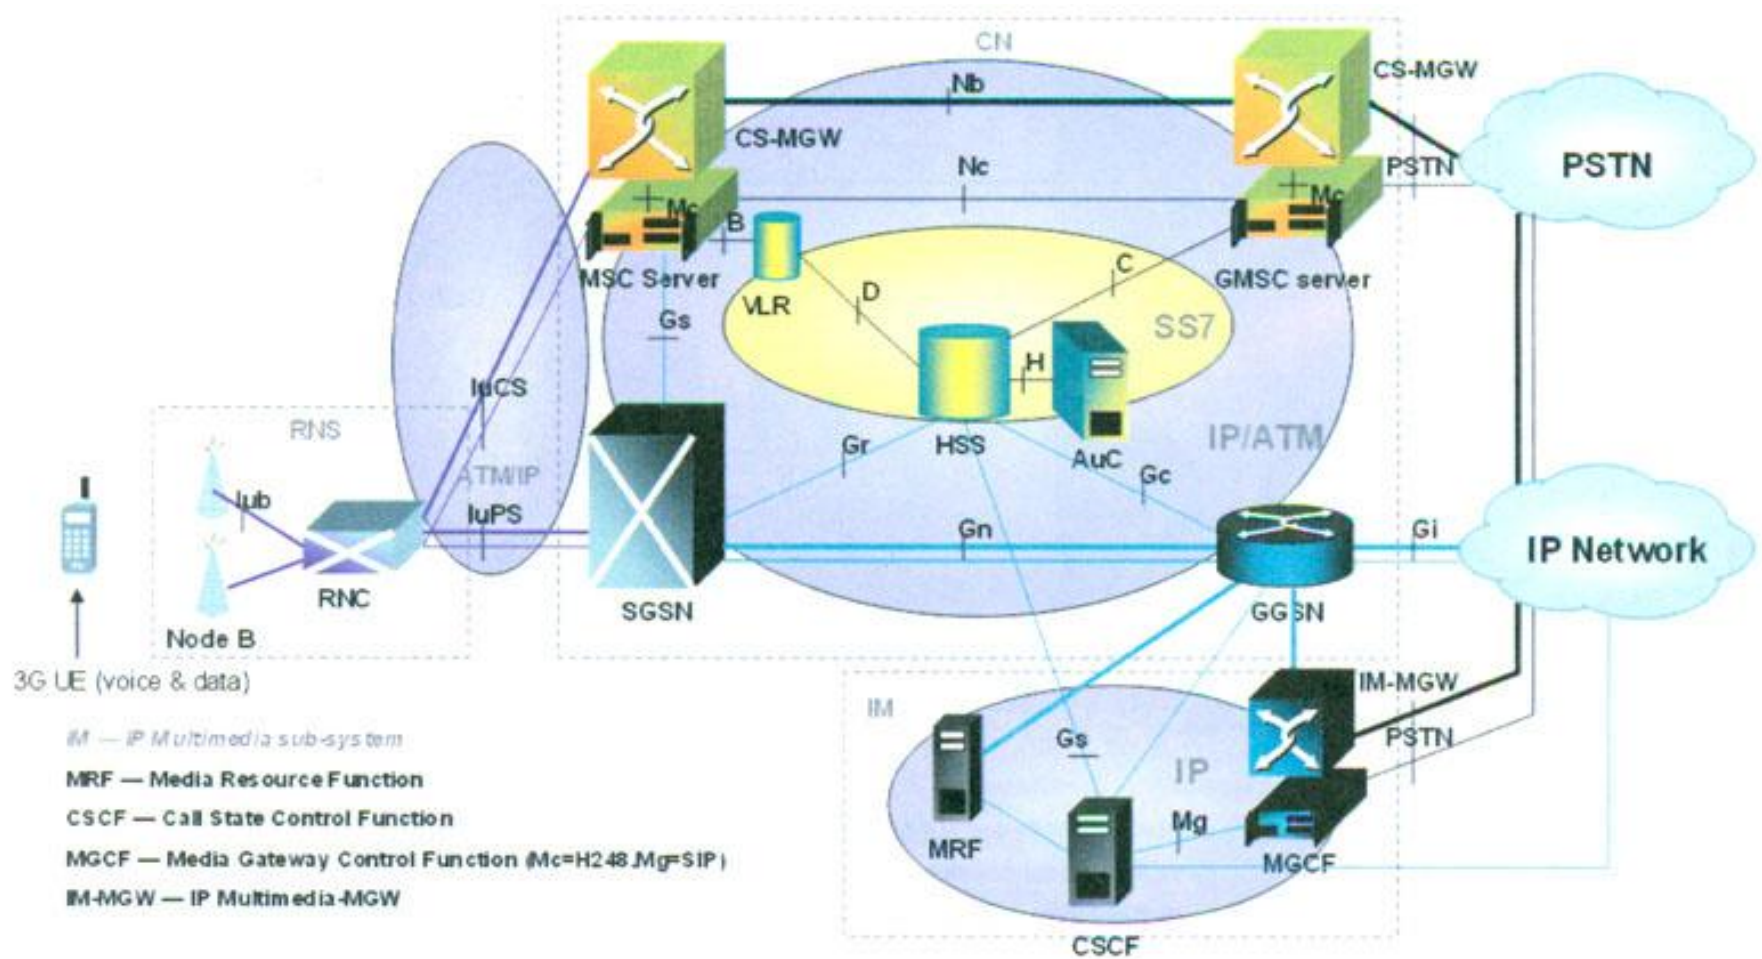 CN
CS-MGW
Nb
CS-MGW
PSTN
Nc
PSTN
Mc
Mc
B
MSC Server
VLR
D
C
GMSC server
SS7
Gs
H
IuCS
RNS
HSS
AuC
IP/ATM
Gr
Gc
ATM/IP
Iub
IuPS
Gn
Gi
IP Network
RNC
SGSN
GGSN
Node B
3G UE (voice & data)
IM
IM-MGW
IM — IP Multimedia sub-system
Gs
IP
PSTN
MRF — Media Resource Function
CSCF — Call State Control Function
Mg
MRF
MGCF
MGCF — Media Gateway Control Function (Mc=H248,Mg=SIP)
IM-MGW — IP Multimedia-MGW
CSCF